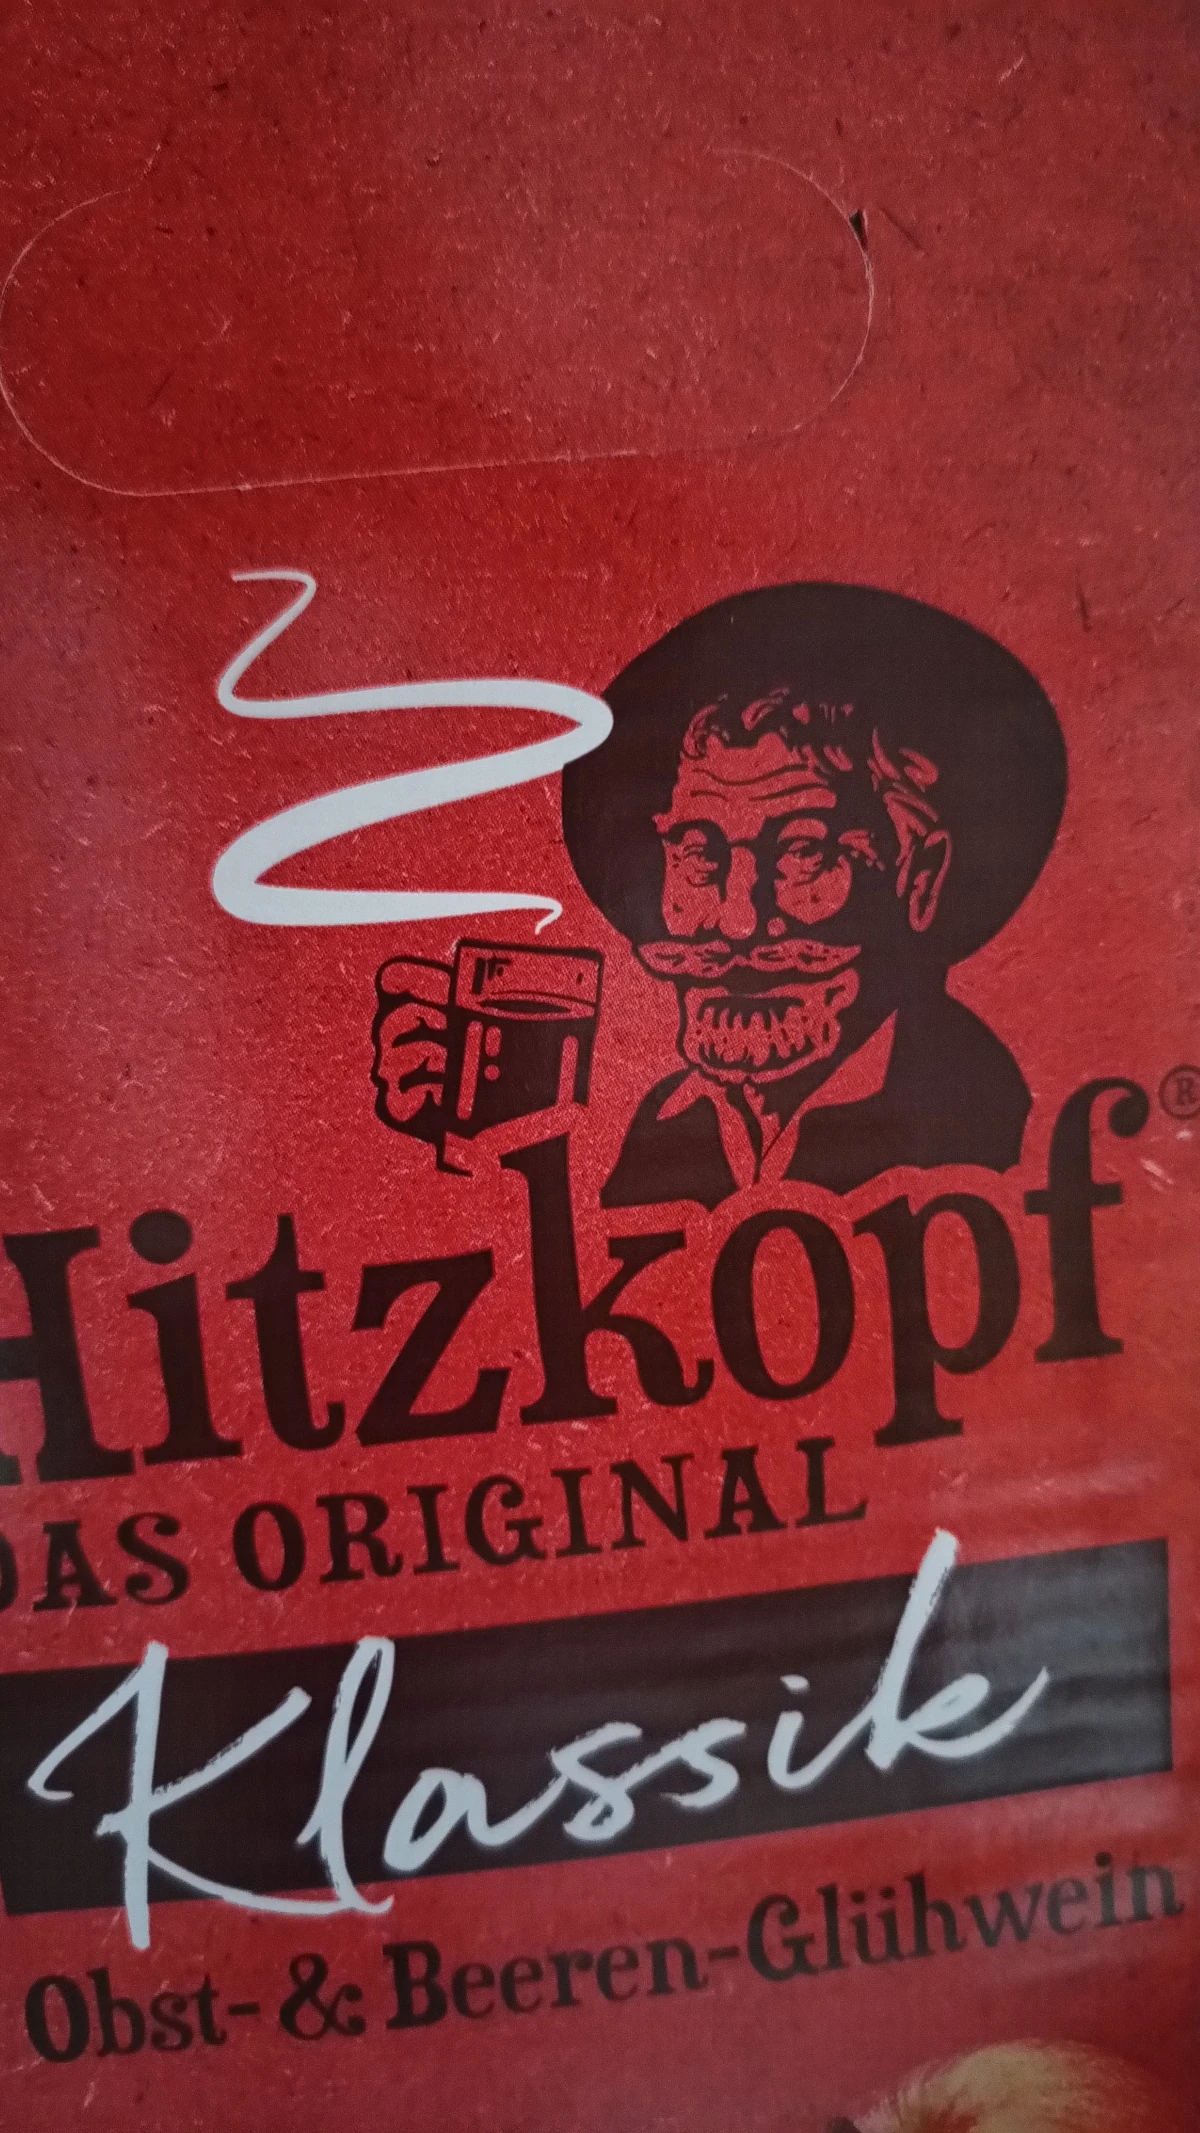 Hitzkopf®
DAS ORIGINAL
Klassik
Obst- & Beeren-Glühwein